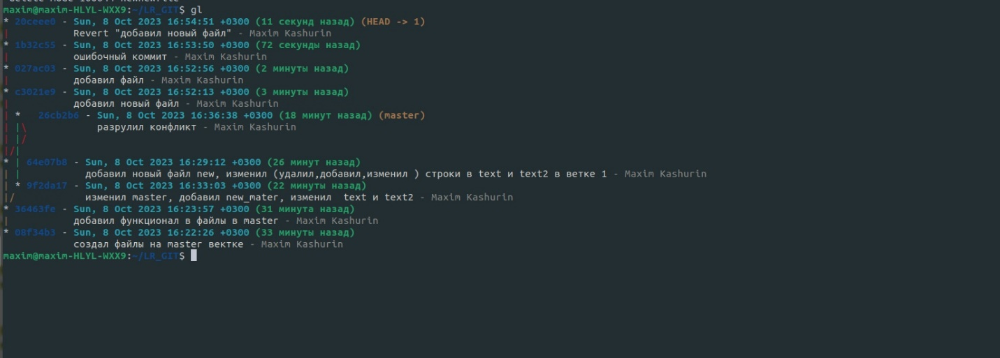 maxim@maxim-HLYL-WXX9:~/LR_GIT$ gl
* 20ceee0 - Sun, 8 Oct 2023 16:54:51 +0300 (11 секунд назад) (HEAD -> 1)
| Revert "добавил новый файл" - Maxim Kashurin
* 1b32c55 - Sun, 8 Oct 2023 16:53:50 +0300 (72 секунды назад)
| ошибочный коммит - Maxim Kashurin
* 027ac03 - Sun, 8 Oct 2023 16:52:56 +0300 (2 минуты назад)
| добавил файл - Maxim Kashurin
* c3021e9 - Sun, 8 Oct 2023 16:52:13 +0300 (3 минуты назад)
| добавил новый файл - Maxim Kashurin
| * 26cb2b6 - Sun, 8 Oct 2023 16:36:38 +0300 (18 минут назад) (master)
| |\ разрулил конфликт - Maxim Kashurin
| |/
|/|
* | 64e07b8 - Sun, 8 Oct 2023 16:29:12 +0300 (26 минут назад)
| | добавил новый файл new, изменил (удалил,добавил,изменил ) строки в text и text2 в ветке 1 - Maxim Kashurin
| * 9f2da17 - Sun, 8 Oct 2023 16:33:03 +0300 (22 минуты назад)
|/ изменил master, добавил new_mater, изменил  text и text2 - Maxim Kashurin
* 36463fe - Sun, 8 Oct 2023 16:23:57 +0300 (31 минута назад)
| добавил функционал в файлы в master - Maxim Kashurin
* 08f34b3 - Sun, 8 Oct 2023 16:22:26 +0300 (33 минуты назад)
создал файлы на master вектке - Maxim Kashurin
maxim@maxim-HLYL-WXX9:~/LR_GIT$